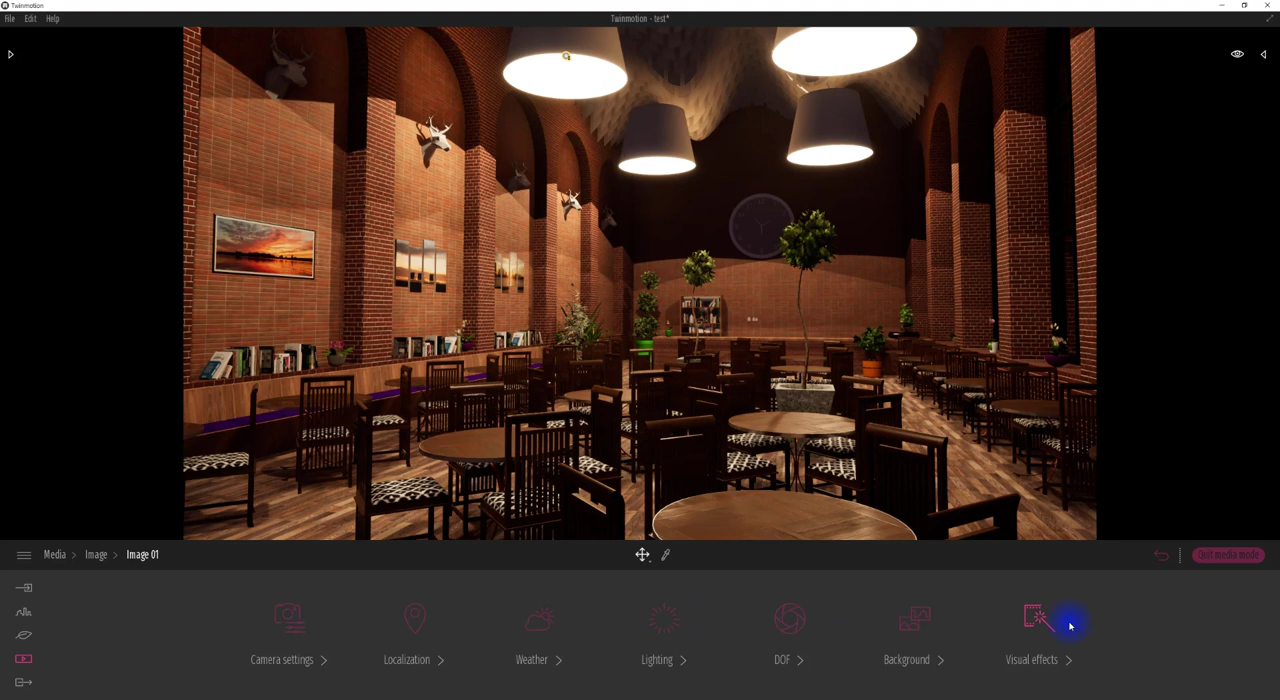 Twinmotion
File Edit Help
Twinmotion - test*
Media > Image > Image 01
Quit media mode
Camera settings >
Localization >
Weather >
Lighting >
DOF >
Background >
Visual effects >